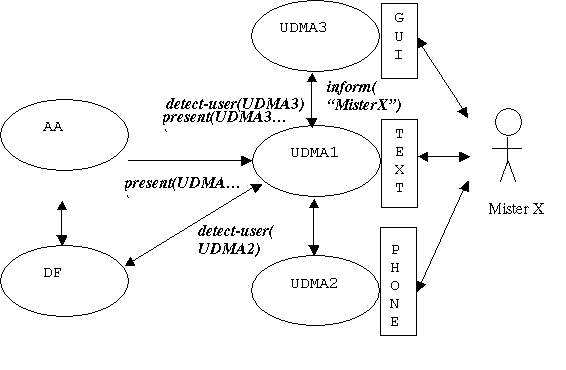 UDMA3
GUI
inform(
“MisterX”)
detect-user(UDMA3)
present(UDMA3…
AA
UDMA1
TEXT
present(UDMA…
Mister X
detect-user(
UDMA2)
DF
UDMA2
PHONE